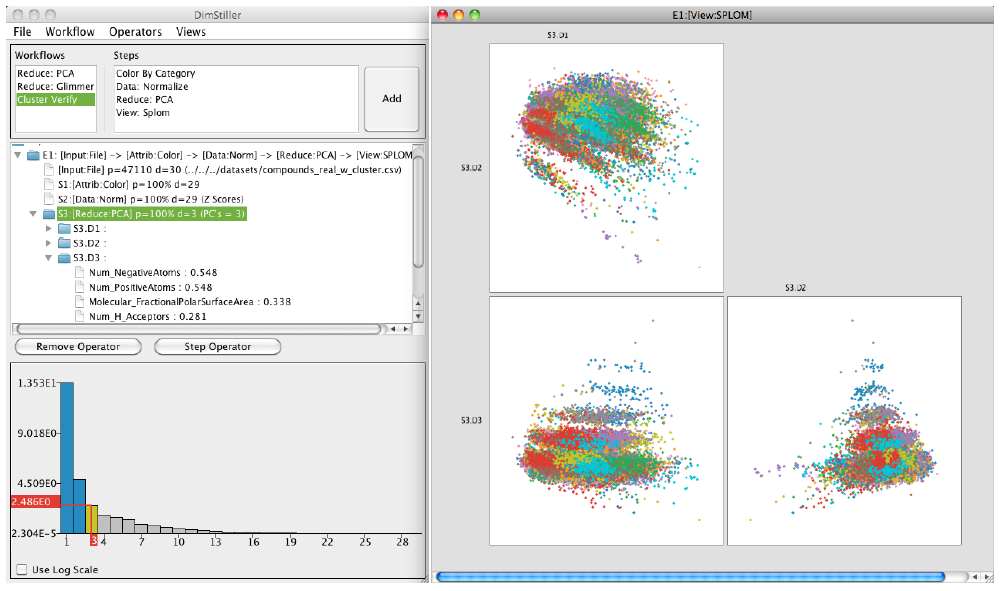 DimStiller
File Workflow Operators Views
Workflows
Reduce: PCA
Reduce: Glimmer
Cluster Verify
Steps
Color By Category
Data: Normalize
Reduce: PCA
View: Splom
Add
E1: [Input:File] -> [Attrib:Color] -> [Data:Norm] -> [Reduce:PCA] -> [View:SPLOM
[Input:File] p=47110 d=30 (../../../datasets/compounds_real_w_cluster.csv)
S1:[Attrib:Color] p=100% d=29
S2:[Data:Norm] p=100% d=29 (Z Scores)
S3:[Reduce:PCA] p=100% d=3 (PC's = 3)
S3.D1 :
S3.D2 :
S3.D3 :
Num_NegativeAtoms : 0.548
Num_PositiveAtoms : 0.548
Molecular_FractionalPolarSurfaceArea : 0.338
Num_H_Acceptors : 0.281
Remove Operator
Step Operator
1.353E1
9.018E0
4.509E0
2.486E0
2.304E-5
1 3 4 7 10 13 16 19 22 25 28
Use Log Scale
E1:[View:SPLOM]
S3.D1
S3.D2
S3.D2
S3.D3